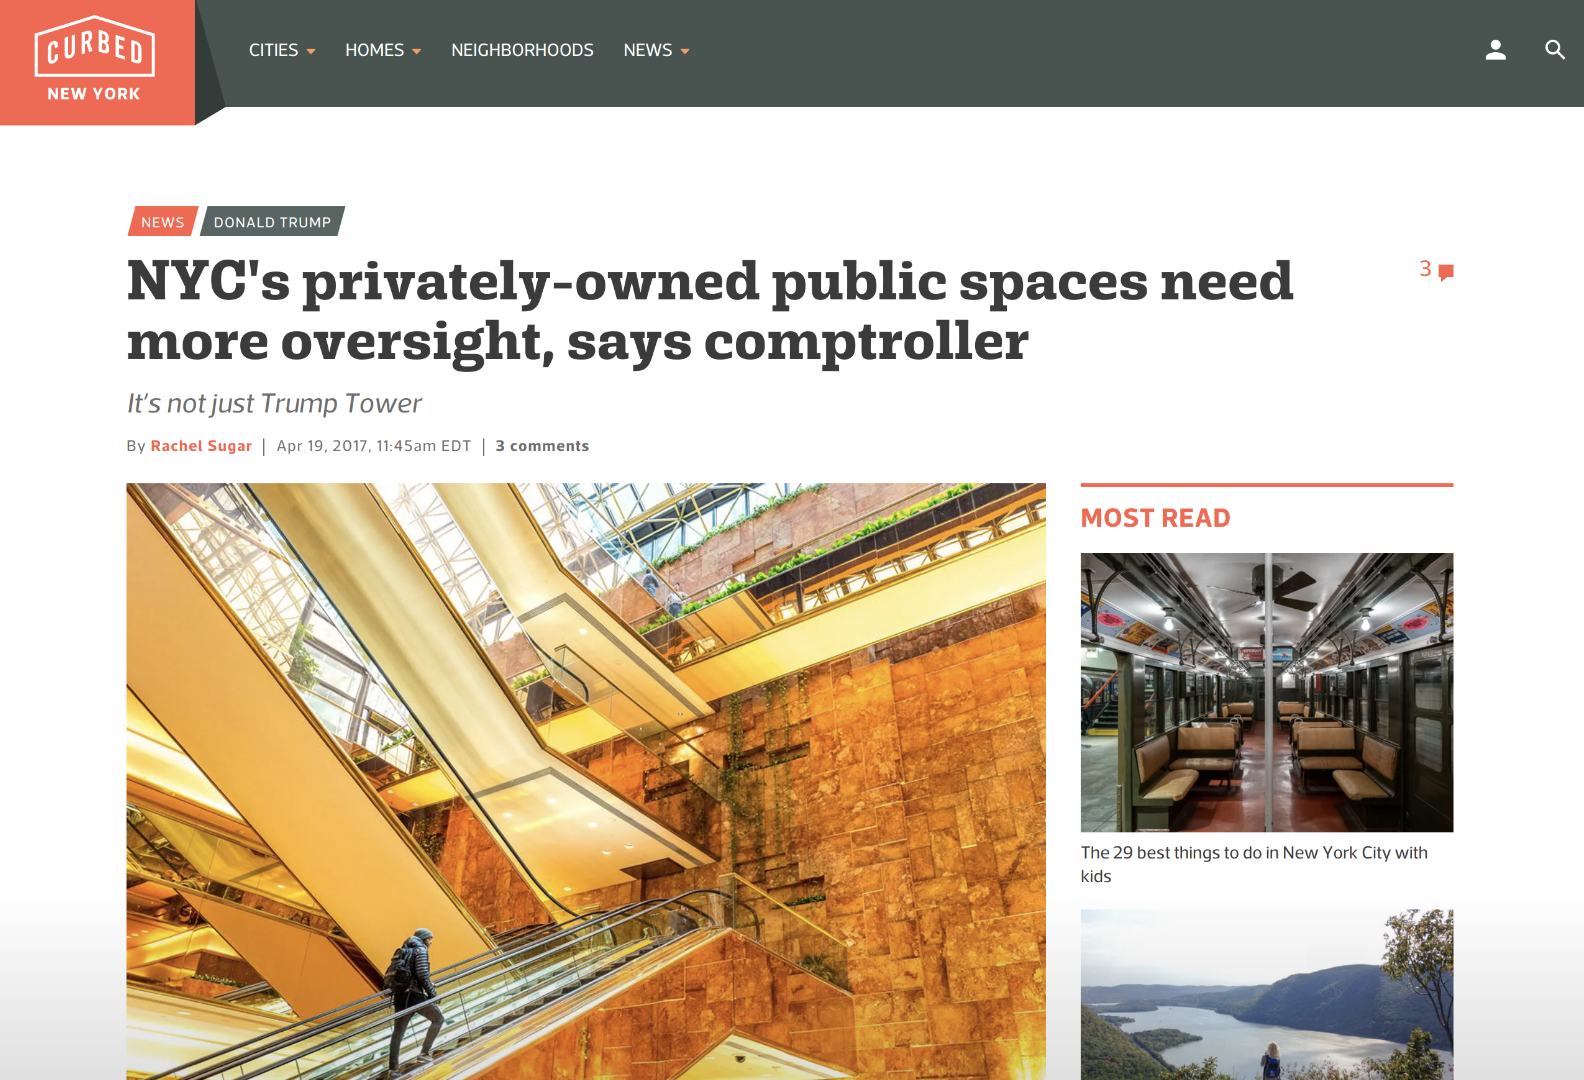 CURBED
NEW YORK
CITIES
HOMES
NEIGHBORHOODS
NEWS
NEWS
DONALD TRUMP
NYC's privately-owned public spaces need
more oversight, says comptroller
3
It's not just Trump Tower
By Rachel Sugar | Apr 19, 2017, 11:45am EDT | 3 comments
MOST READ
The 29 best things to do in New York City with
kids